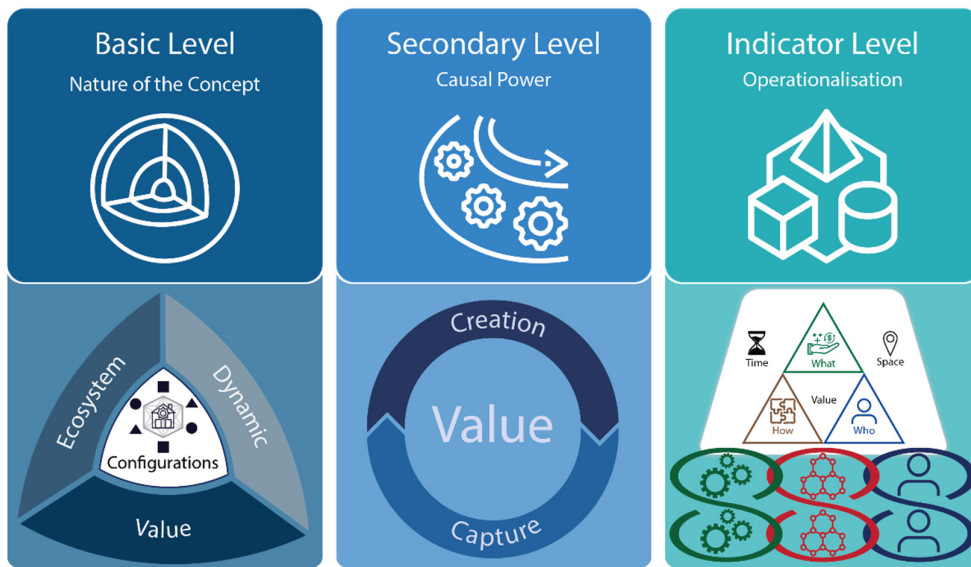 Basic Level
Nature of the Concept
Ecosystem
Dynamic
Configurations
Value
Secondary Level
Causal Power
Creation
Value
Capture
Indicator Level
Operationalisation
Time
What
Space
How
Value
Who